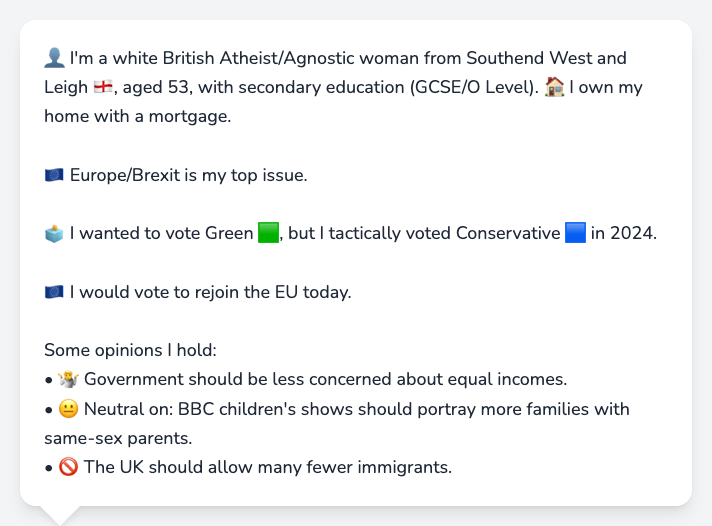 👤 I'm a white British Atheist/Agnostic woman from Southend West and
Leigh 🏴󠁧󠁢󠁥󠁮󠁧󠁿, aged 53, with secondary education (GCSE/O Level). 🏠 I own my
home with a mortgage.
🇪🇺 Europe/Brexit is my top issue.
🗳️ I wanted to vote Green 🟩, but I tactically voted Conservative 🟦 in 2024.
🇪🇺 I would vote to rejoin the EU today.
Some opinions I hold:
• 🤷 Government should be less concerned about equal incomes.
• 😐 Neutral on: BBC children's shows should portray more families with
same-sex parents.
• 🚫 The UK should allow many fewer immigrants.